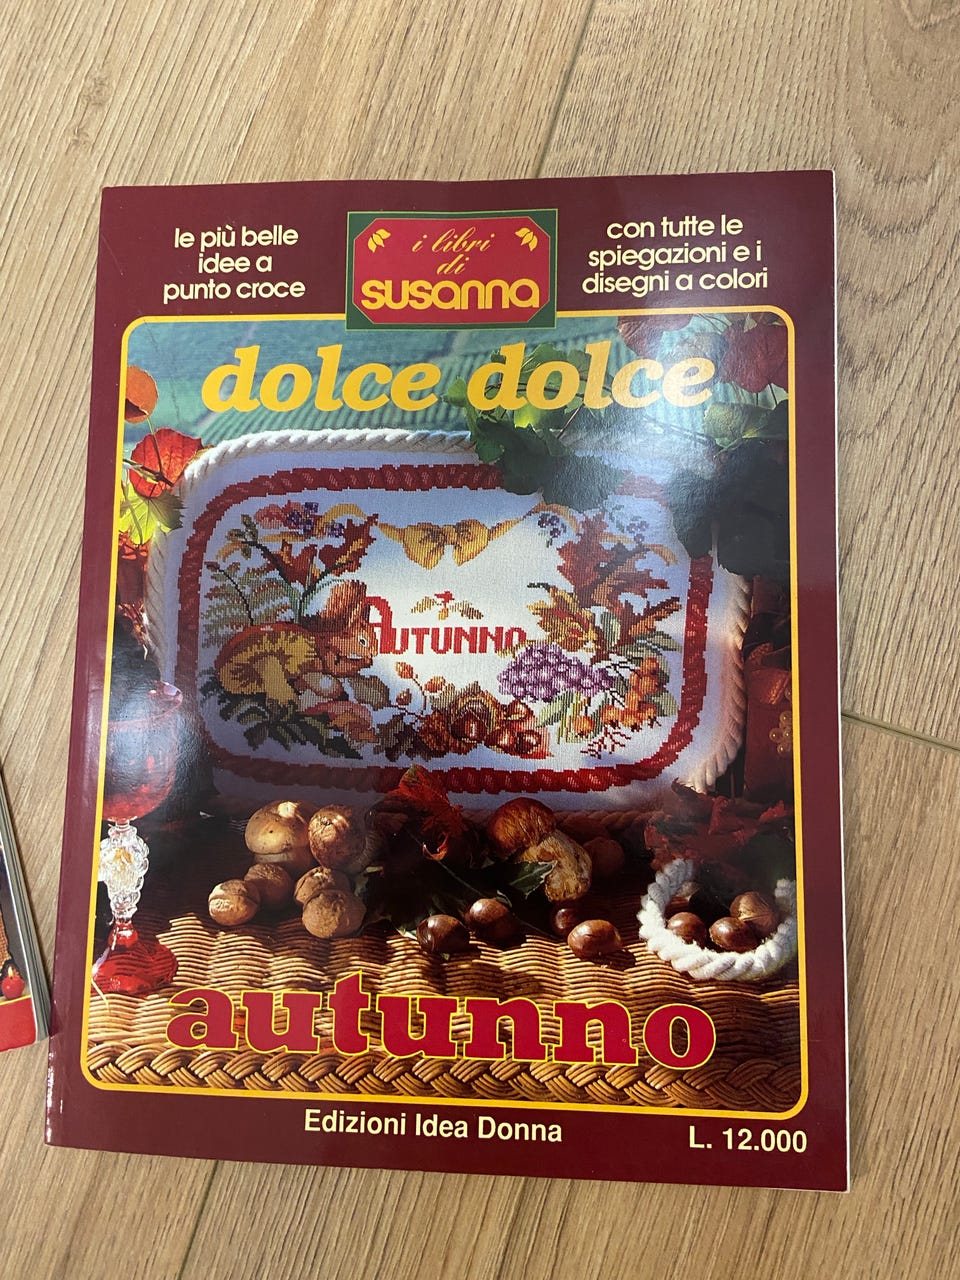 le più belle
idee a
punto croce
i libri
di
susanna
con tutte le
spiegazioni e i
disegni a colori
dolce dolce
AUTUNNO
autunno
Edizioni Idea Donna
L. 12.000